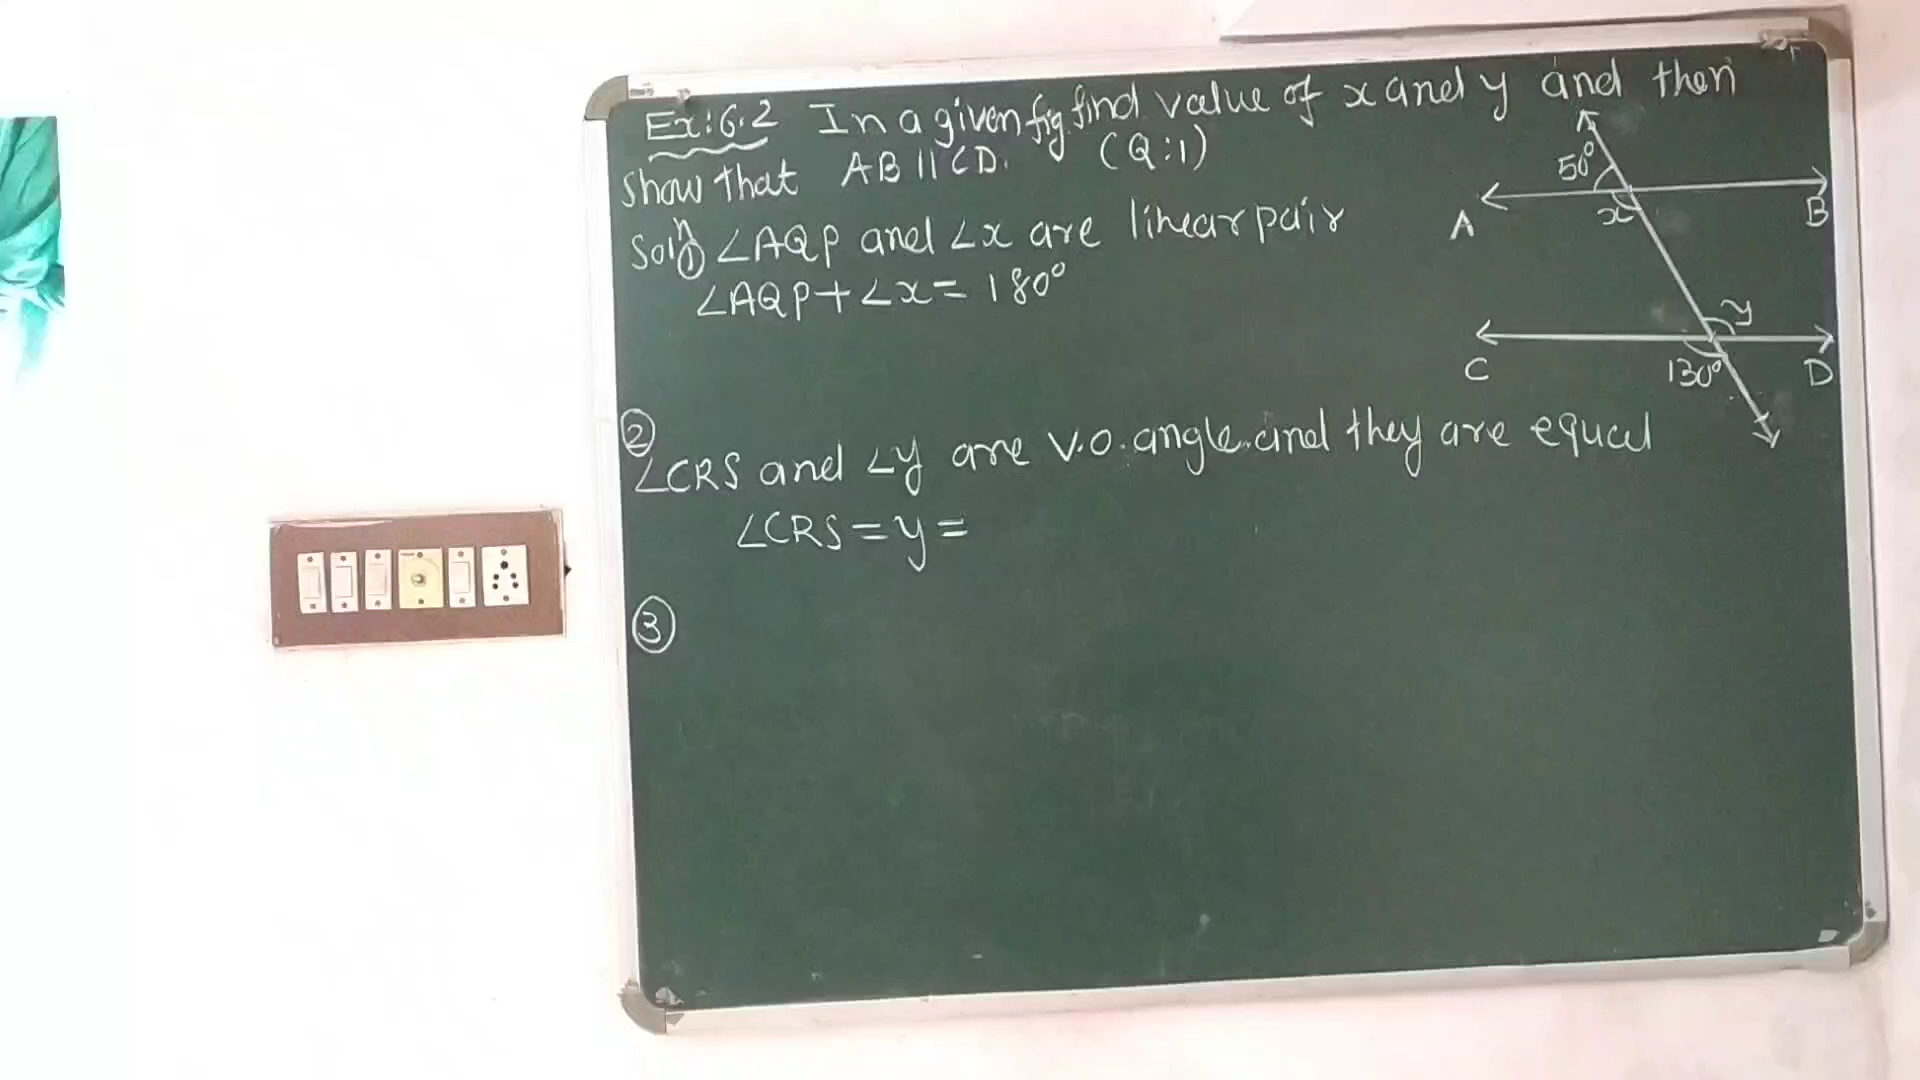 Ex:6.2 In a given fig. find value of x and y and then
show that AB || CD. (Q:1)
Solⁿ ① ∠AQP and ∠x are linear pair
∠AQP + ∠x = 180°
50°
x
A
B
y
C
130°
D
②
∠CRS and ∠y are V.O. angle. and they are equal
∠CRS = y =
③